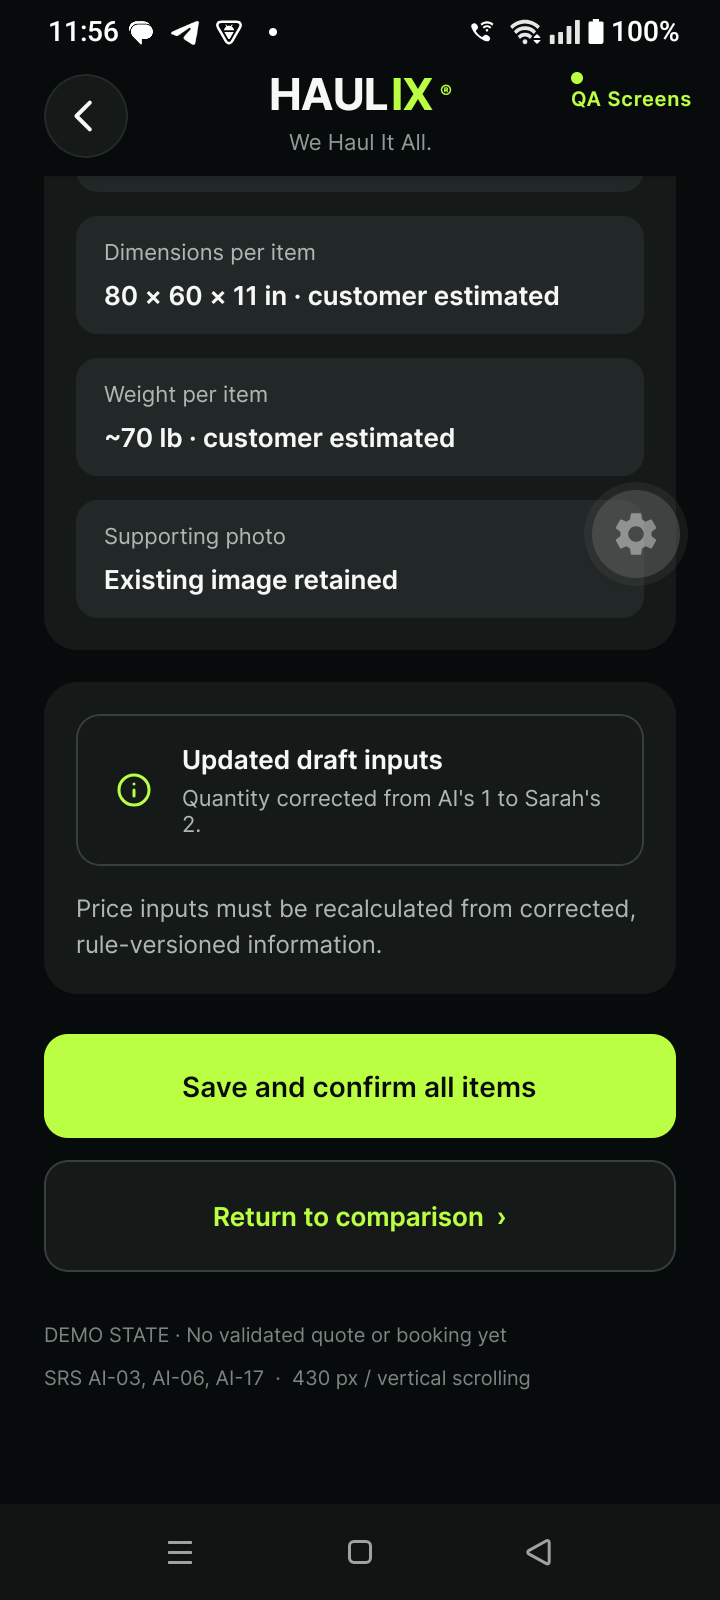 11:56
100%
HAULIX ®
QA Screens
We Haul It All.
Dimensions per item
80 × 60 × 11 in · customer estimated
Weight per item
~70 lb · customer estimated
Supporting photo
Existing image retained
Updated draft inputs
Quantity corrected from AI's 1 to Sarah's
2.
Price inputs must be recalculated from corrected,
rule-versioned information.
Save and confirm all items
Return to comparison ›
DEMO STATE · No validated quote or booking yet
SRS AI-03, AI-06, AI-17 · 430 px / vertical scrolling